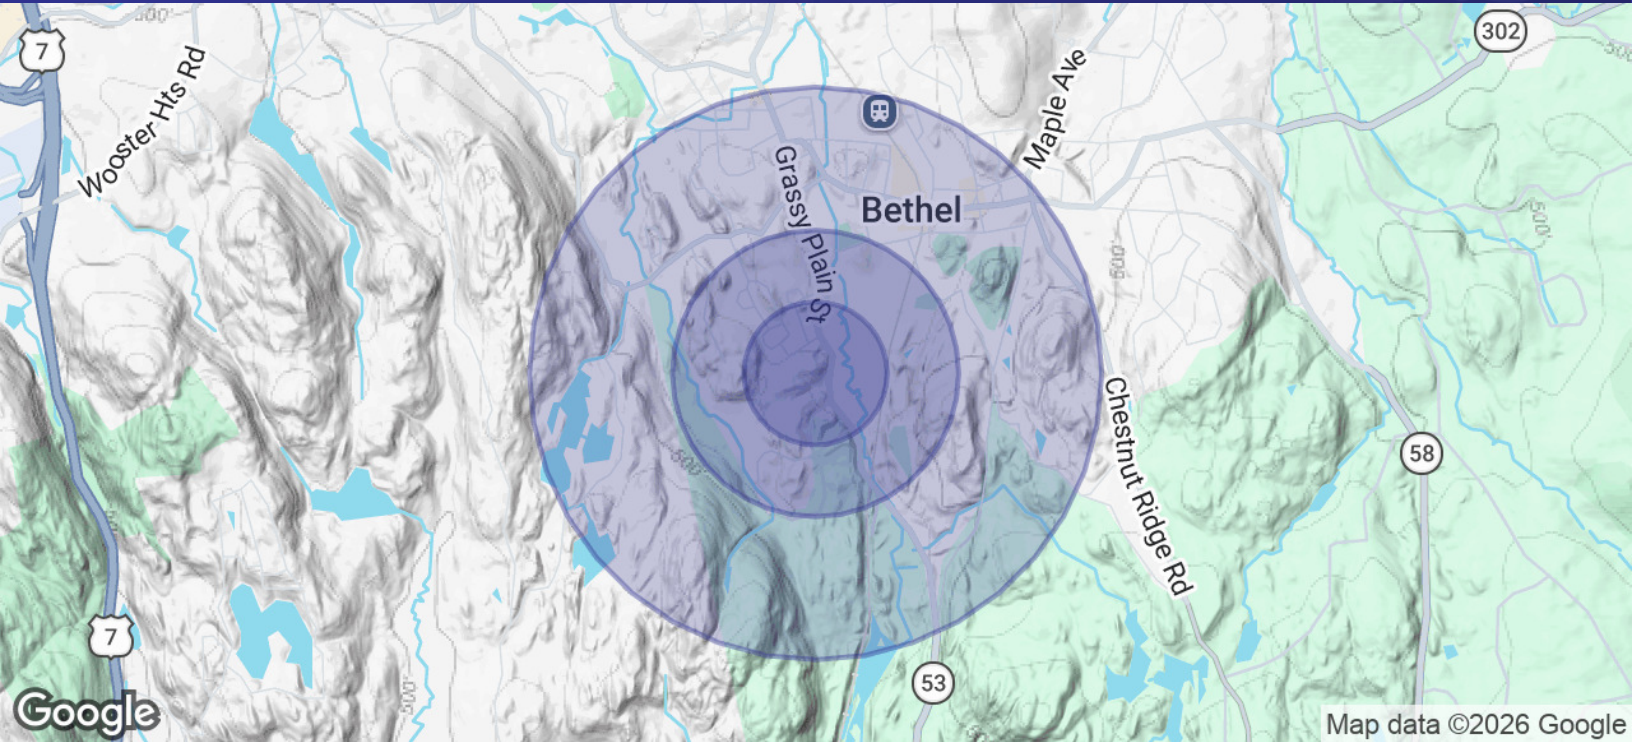 500'
302
7
Wooster Hts Rd
Maple Ave
Grassy Plain St
Bethel
500'
600
500'
Chestnut Ridge Rd
58
7
53
Google
Map data ©2026 Google